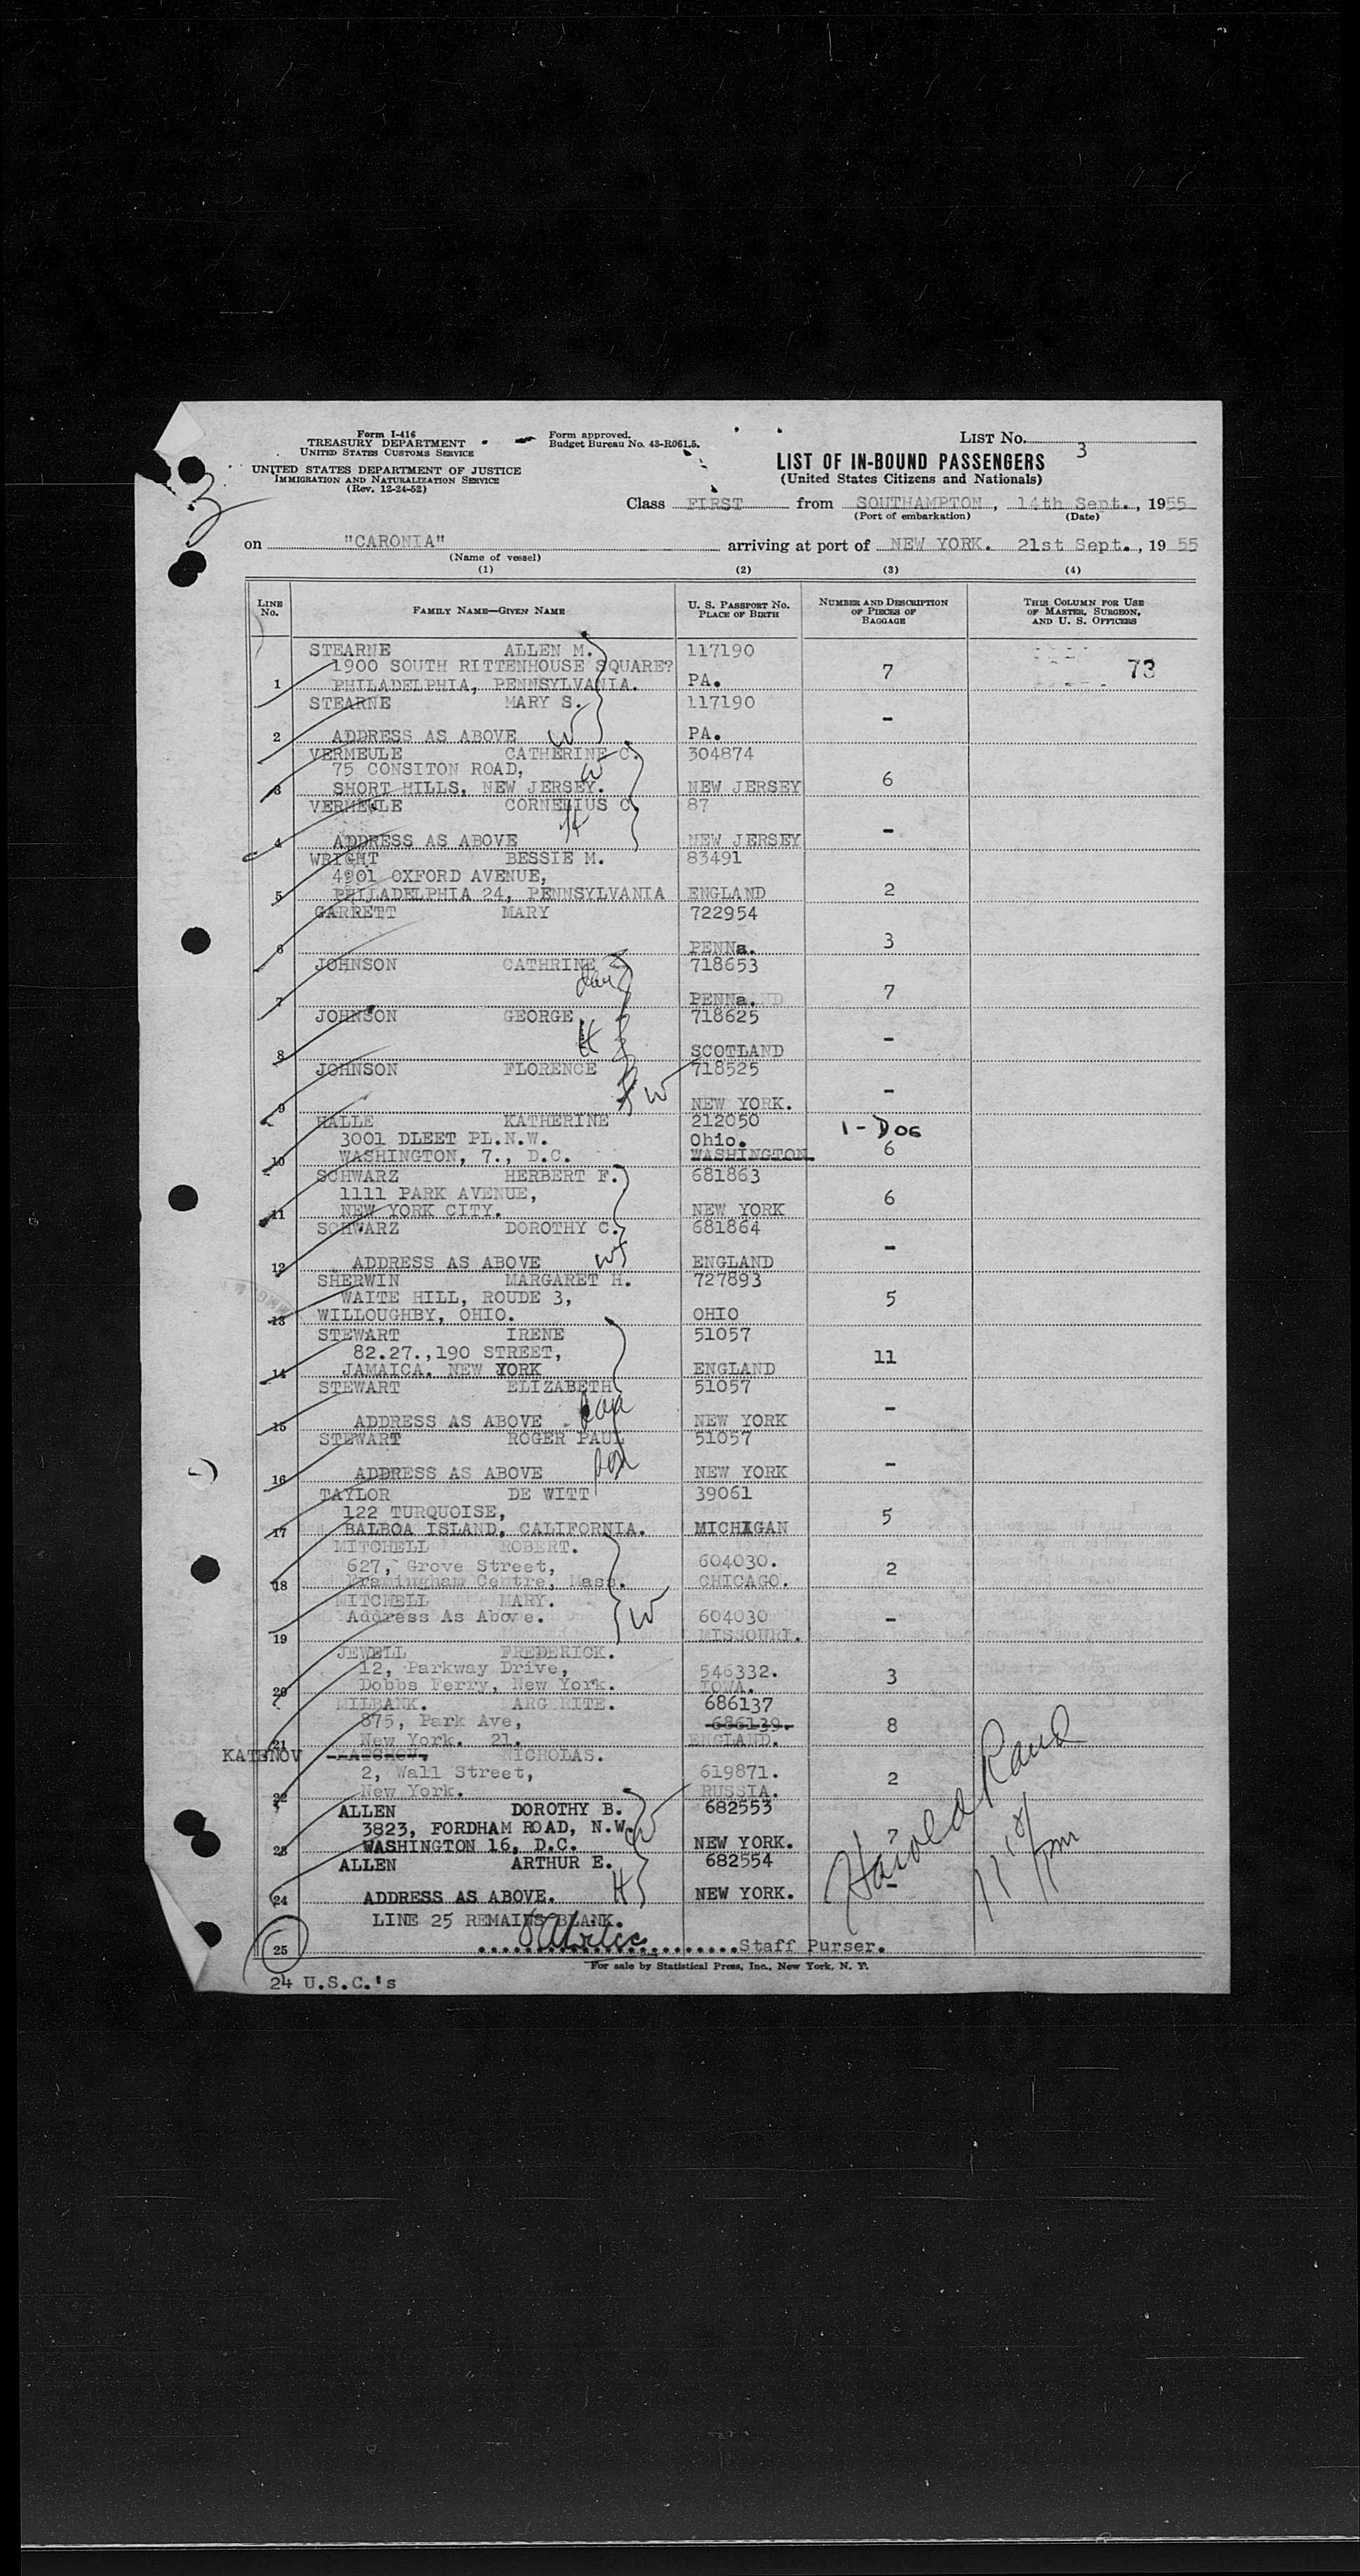 Form I-416
TREASURY DEPARTMENT
UNITED STATES CUSTOMS SERVICE
UNITED STATES DEPARTMENT OF JUSTICE
IMMIGRATION AND NATURALIZATION SERVICE
(Rev. 12-24-52)
Form approved.
Budget Bureau No. 43-R061.5.
LIST No. 3
LIST OF IN-BOUND PASSENGERS
(United States Citizens and Nationals)
3
Class FIRST from SOUTHAMPTON, 14th Sept., 1955
(Port of embarkation) (Date)
on "CARONIA" arriving at port of NEW YORK. 21st Sept., 1955
(Name of vessel)
(1) (2) (3) (4)
LINE No. FAMILY NAME—GIVEN NAME U. S. PASSPORT No. PLACE OF BIRTH NUMBER AND DESCRIPTION OF PIECES OF BAGGAGE THIS COLUMN FOR USE OF MASTER, SURGEON, AND U. S. OFFICERS
STEARNE ALLEN M. 117190
1900 SOUTH RITTENHOUSE SQUARE? 7 73
1 PHILADELPHIA, PENNSYLVANIA. PA.
STEARNE MARY S. 117190
-
2 ADDRESS AS ABOVE W PA.
VERMEULE CATHERINE C. 304874
75 CONSITON ROAD, W 6
3 SHORT HILLS, NEW JERSEY. NEW JERSEY
VERMEULE CORNELIUS C. 87
H -
4 ADDRESS AS ABOVE NEW JERSEY
WRIGHT BESSIE M. 83491
4901 OXFORD AVENUE,
5 PHILADELPHIA 24, PENNSYLVANIA ENGLAND 2
GARRETT MARY 722954
6 PENNa. 3
JOHNSON CATHRINE 718653
7 PENNa. 7
JOHNSON GEORGE 718625
H -
8 SCOTLAND
JOHNSON FLORENCE 718525
W -
9 NEW YORK.
HALLE KATHERINE 212050 1 - DOG
3001 DLEET PL.N.W. Ohio.
10 WASHINGTON, 7., D.C. WASHINGTON. 6
SCHWARZ HERBERT F. 681863
1111 PARK AVENUE, 6
11 NEW YORK CITY. NEW YORK
SCHWARZ DOROTHY C. 681864
-
12 ADDRESS AS ABOVE W ENGLAND
SHERWIN MARGARET H. 727893
WAITE HILL, ROUDE 3, 5
13 WILLOUGHBY, OHIO. OHIO
STEWART IRENE 51057
82.27.,190 STREET, 11
14 JAMAICA. NEW YORK ENGLAND
STEWART ELIZABETH 51057
-
15 ADDRESS AS ABOVE NEW YORK
STEWART ROGER PAUL 51057
-
16 ADDRESS AS ABOVE NEW YORK
TAYLOR DE WITT 39061
122 TURQUOISE, 5
17 BALBOA ISLAND, CALIFORNIA. MICHIGAN
MITCHELL ROBERT.
627, Grove Street, 604030. 2
18 Framingham Centre, Mass. CHICAGO.
MITCHELL MARY.
Address As Above. W 604030 -
19 MISSOURI.
JEWELL FREDERICK.
12, Parkway Drive, 546332. 3
20 Dobbs Ferry, New York. IOWA.
MILBANK. ARGERITE. 686137
875, Park Ave, 686139. 8
21 New York. 21. ENGLAND.
KATENOV NICHOLAS.
2, Wall Street, 619871. 2
22 New York. RUSSIA.
ALLEN DOROTHY B. 682553
3823, FORDHAM ROAD, N.W. W 7
23 WASHINGTON 16, D.C. NEW YORK.
ALLEN ARTHUR E. 682554
H -
24 ADDRESS AS ABOVE. NEW YORK.
Harold Rand
LINE 25 REMAINS BLANK.
25 Staff Purser.
For sale by Statistical Press, Inc., New York, N. Y.
24 U.S.C.'s